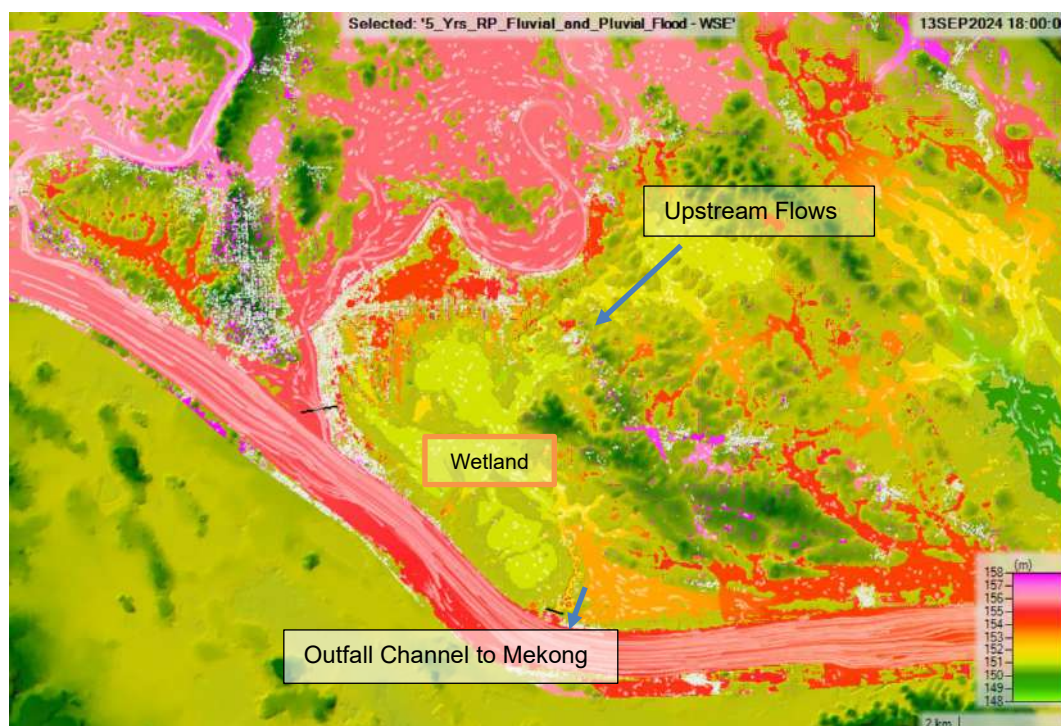 Selected: '5_Yrs_RP_Fluvial_and_Pluvial_Flood - WSE'
13SEP2024 18:00:0
Upstream Flows
Wetland
Outfall Channel to Mekong
(m)
158
157
156
155
154
153
152
151
150
149
148
2 km